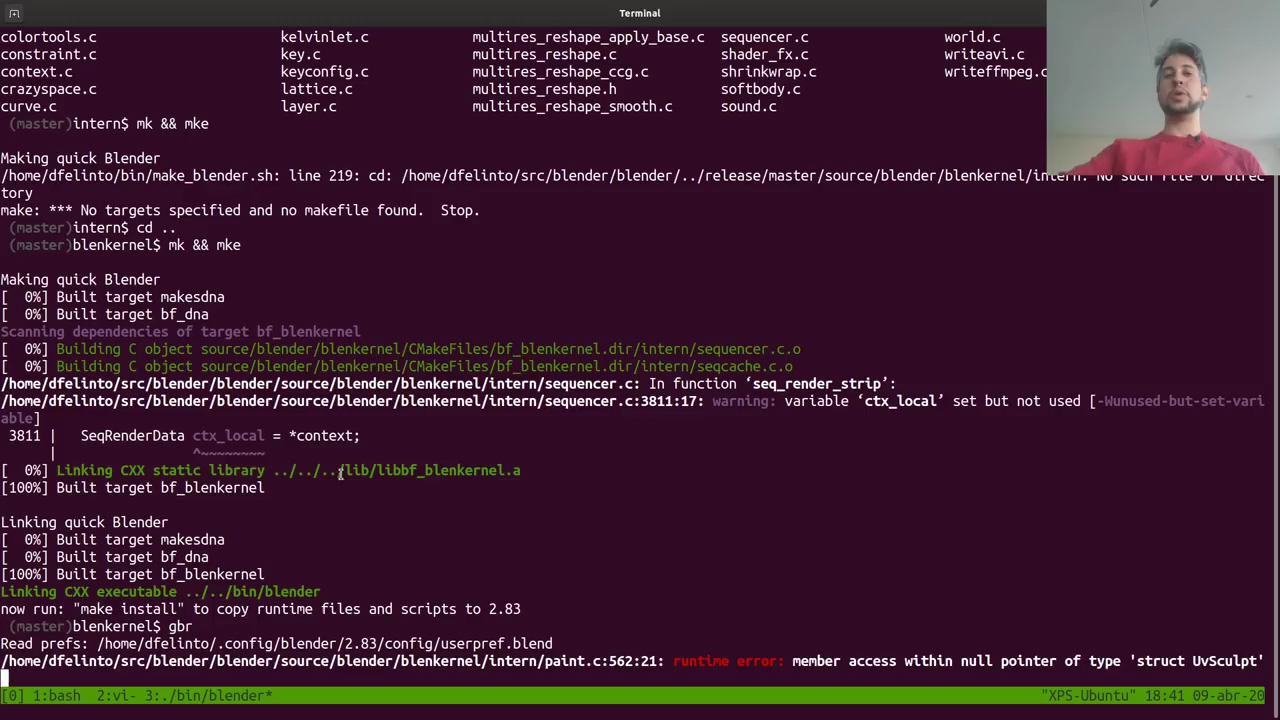 Terminal
colortools.c kelvinlet.c multires_reshape_apply_base.c sequencer.c world.c
constraint.c key.c multires_reshape.c shader_fx.c writeavi.c
context.c keyconfig.c multires_reshape_ccg.c shrinkwrap.c writeffmpeg.c
crazyspace.c lattice.c multires_reshape.h softbody.c
curve.c layer.c multires_reshape_smooth.c sound.c
(master)intern$ mk && mke
Making quick Blender
/home/dfelinto/bin/make_blender.sh: line 219: cd: /home/dfelinto/src/blender/blender/../release/master/source/blender/blenkernel/intern: No such file or direc
tory
make: *** No targets specified and no makefile found.  Stop.
(master)intern$ cd ..
(master)blenkernel$ mk && mke
Making quick Blender
[  0%] Built target makesdna
[  0%] Built target bf_dna
Scanning dependencies of target bf_blenkernel
[  0%] Building C object source/blender/blenkernel/CMakeFiles/bf_blenkernel.dir/intern/sequencer.c.o
[  0%] Building C object source/blender/blenkernel/CMakeFiles/bf_blenkernel.dir/intern/seqcache.c.o
/home/dfelinto/src/blender/blender/source/blender/blenkernel/intern/sequencer.c: In function ‘seq_render_strip’:
/home/dfelinto/src/blender/blender/source/blender/blenkernel/intern/sequencer.c:3811:17: warning: variable ‘ctx_local’ set but not used [-Wunused-but-set-vari
able]
3811 |   SeqRenderData ctx_local = *context;
|                 ^~~~~~~~~
[  0%] Linking CXX static library ../../../lib/libbf_blenkernel.a
[100%] Built target bf_blenkernel
Linking quick Blender
[  0%] Built target makesdna
[  0%] Built target bf_dna
[100%] Built target bf_blenkernel
Linking CXX executable ../../bin/blender
now run: "make install" to copy runtime files and scripts to 2.83
(master)blenkernel$ gbr
Read prefs: /home/dfelinto/.config/blender/2.83/config/userpref.blend
/home/dfelinto/src/blender/blender/source/blender/blenkernel/intern/paint.c:562:21: runtime error: member access within null pointer of type 'struct UvSculpt'
[0] 1:bash  2:vi- 3:./bin/blender* "XPS-Ubuntu" 18:41 09-abr-20